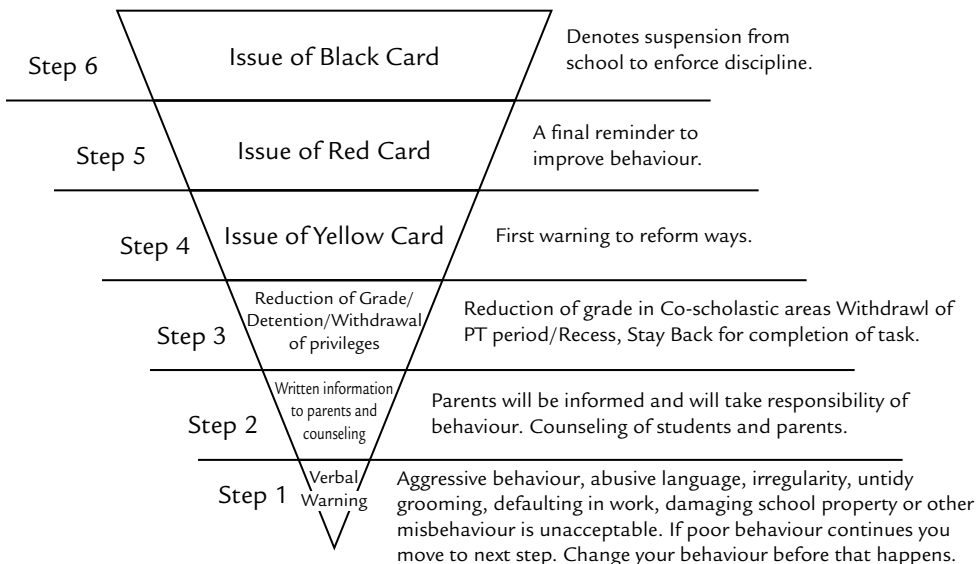 Step 6
Issue of Black Card
Denotes suspension from
school to enforce discipline.
Step 5
Issue of Red Card
A final reminder to
improve behaviour.
Step 4
Issue of Yellow Card
First warning to reform ways.
Step 3
Reduction of Grade/
Detention/Withdrawal
of privileges
Reduction of grade in Co-scholastic areas Withdrawl of
PT period/Recess, Stay Back for completion of task.
Step 2
Written information
to parents and
counseling
Parents will be informed and will take responsibility of
behaviour. Counseling of students and parents.
Step 1
Verbal
Warning
Aggressive behaviour, abusive language, irregularity, untidy
grooming, defaulting in work, damaging school property or other
misbehaviour is unacceptable. If poor behaviour continues you
move to next step. Change your behaviour before that happens.